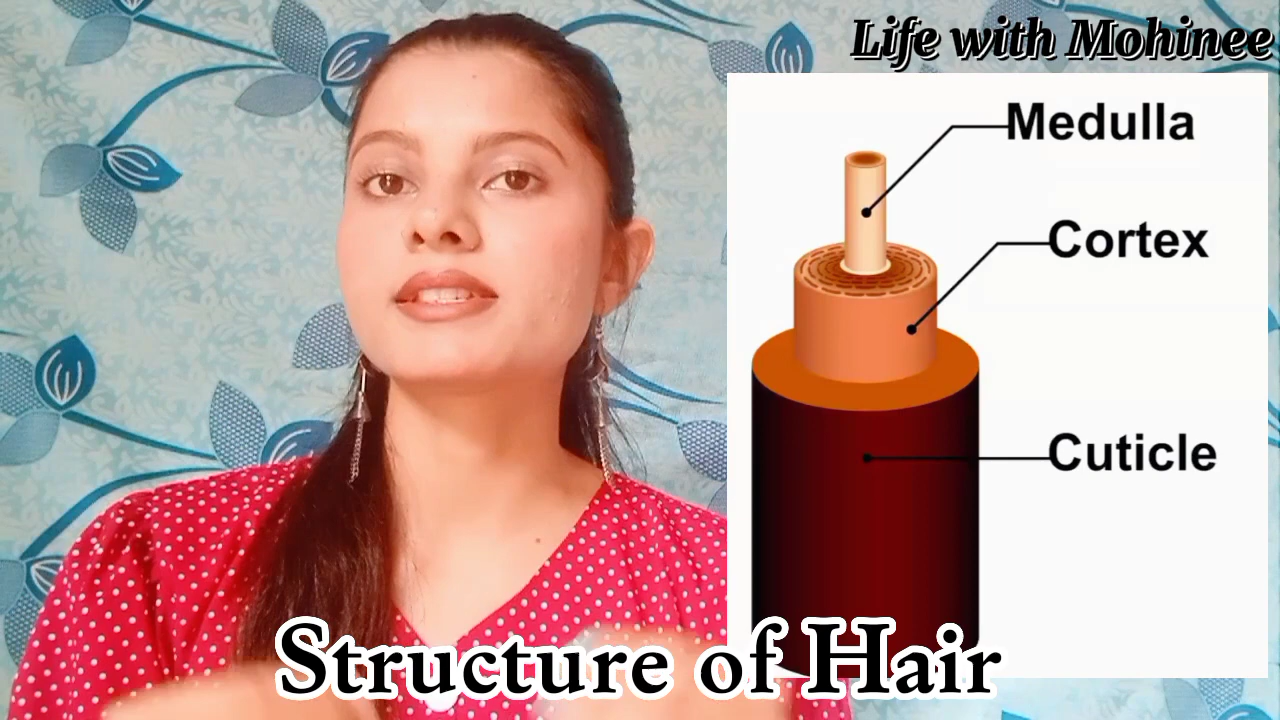 Life with Mohinee
Medulla
Cortex
Cuticle
Structure of Hair